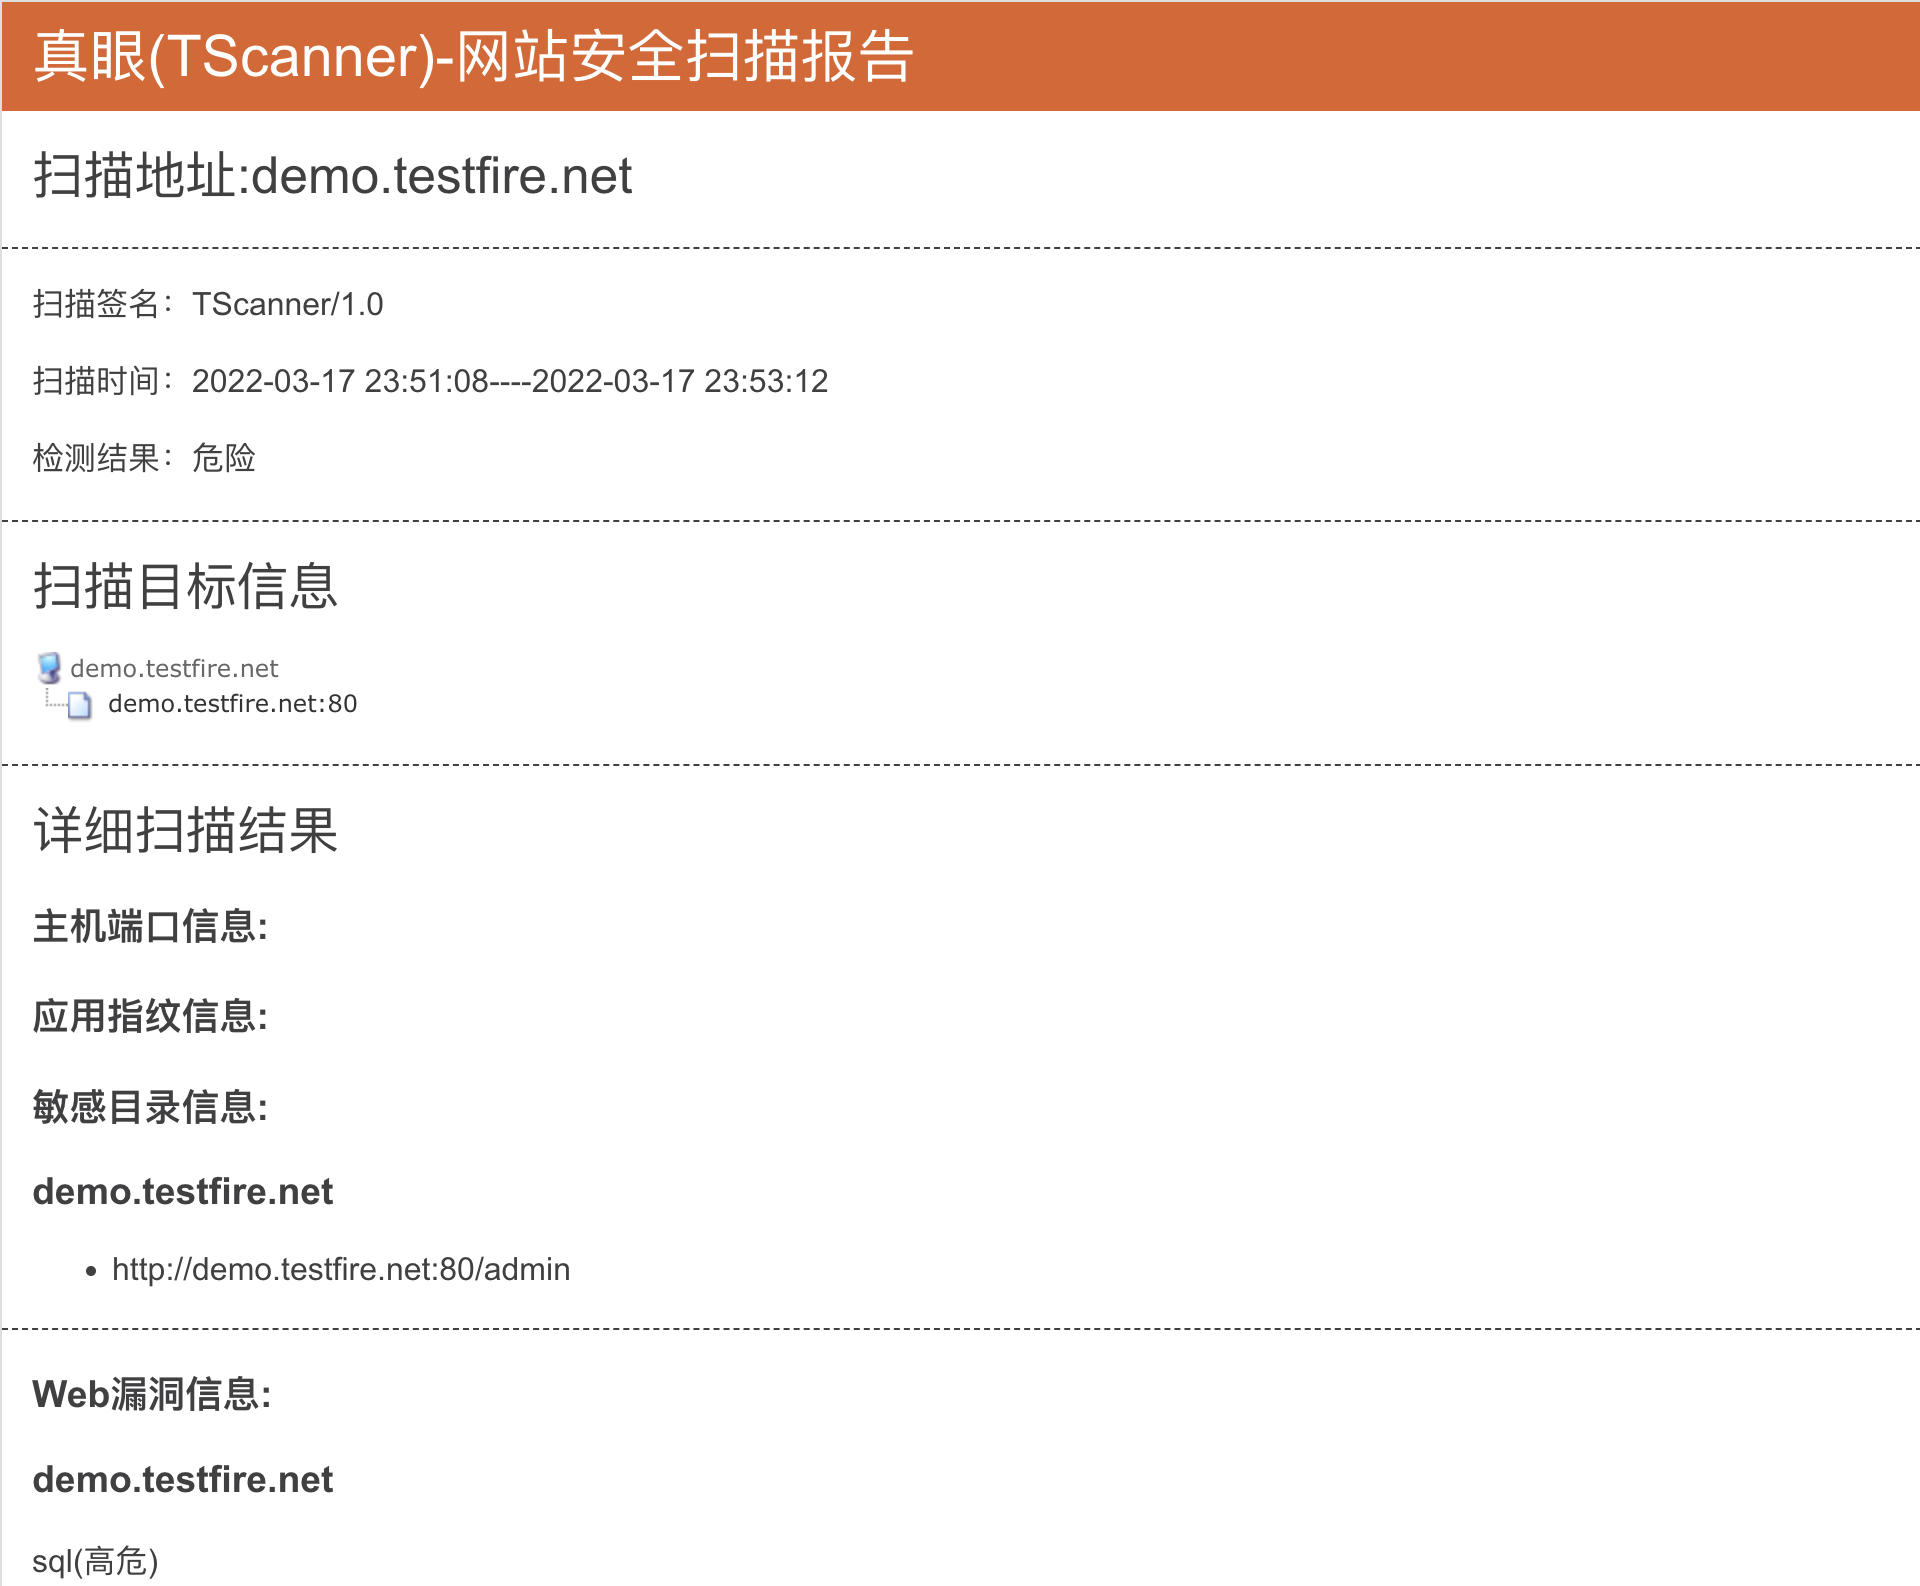 真眼(TScanner)-网站安全扫描报告
扫描地址:demo.testfire.net
扫描签名：TScanner/1.0
扫描时间：2022-03-17 23:51:08----2022-03-17 23:53:12
检测结果：危险
扫描目标信息
demo.testfire.net
demo.testfire.net:80
详细扫描结果
主机端口信息:
应用指纹信息:
敏感目录信息:
demo.testfire.net
• http://demo.testfire.net:80/admin
Web漏洞信息:
demo.testfire.net
sql(高危)